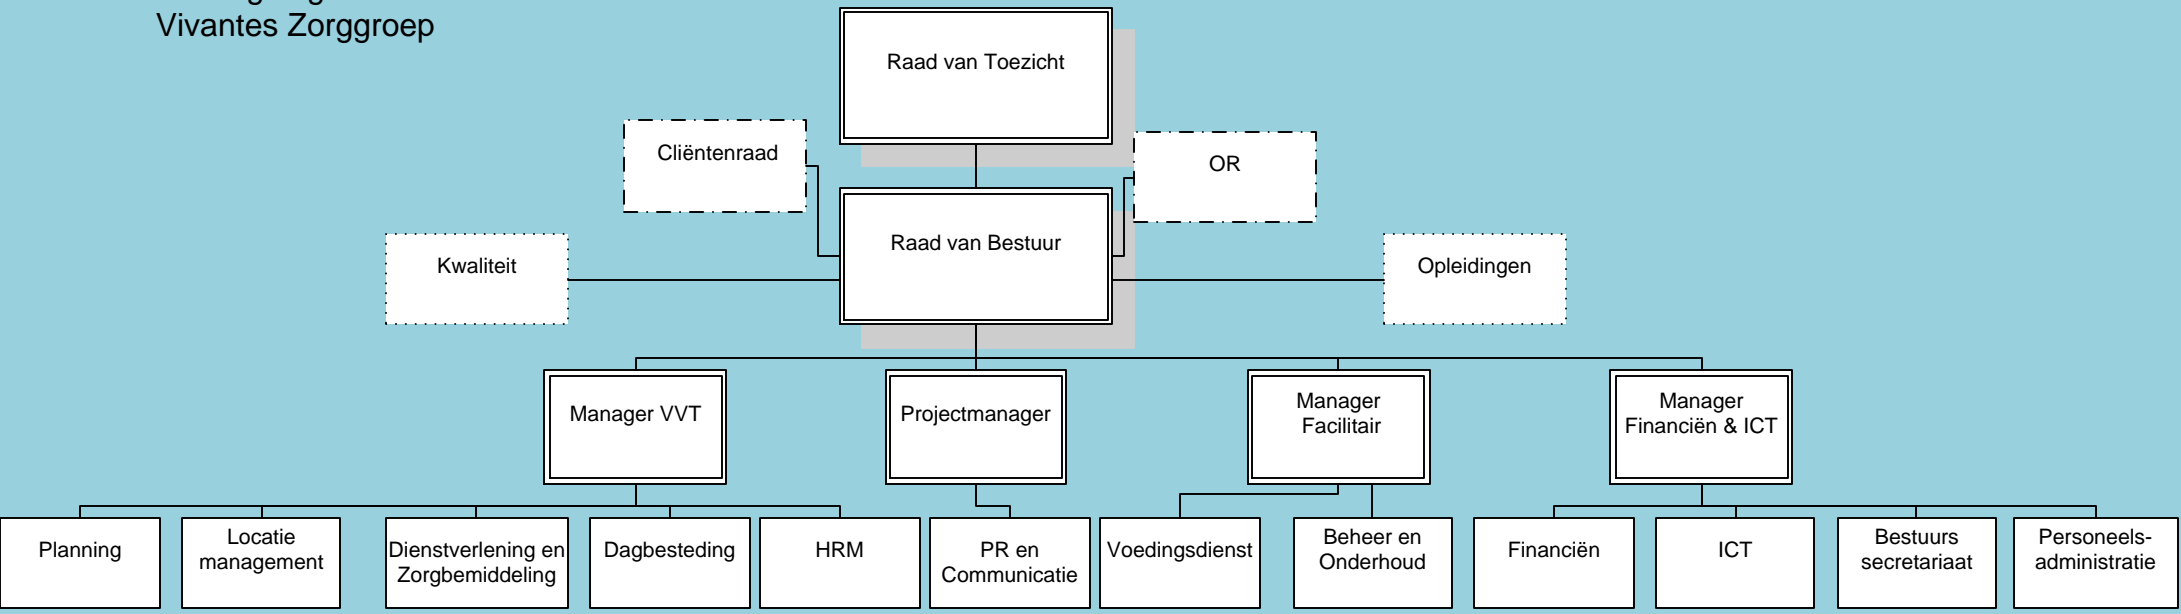 Vivantes Zorggroep
Raad van Toezicht
Cliëntenraad
OR
Raad van Bestuur
Kwaliteit
Opleidingen
Manager VVT
Projectmanager
Manager
Facilitair
Manager
Financiën & ICT
Planning
Locatie
management
Dienstverlening en
Zorgbemiddeling
Dagbesteding
HRM
PR en
Communicatie
Voedingsdienst
Beheer en
Onderhoud
Financiën
ICT
Bestuurs
secretariaat
Personeels-
administratie